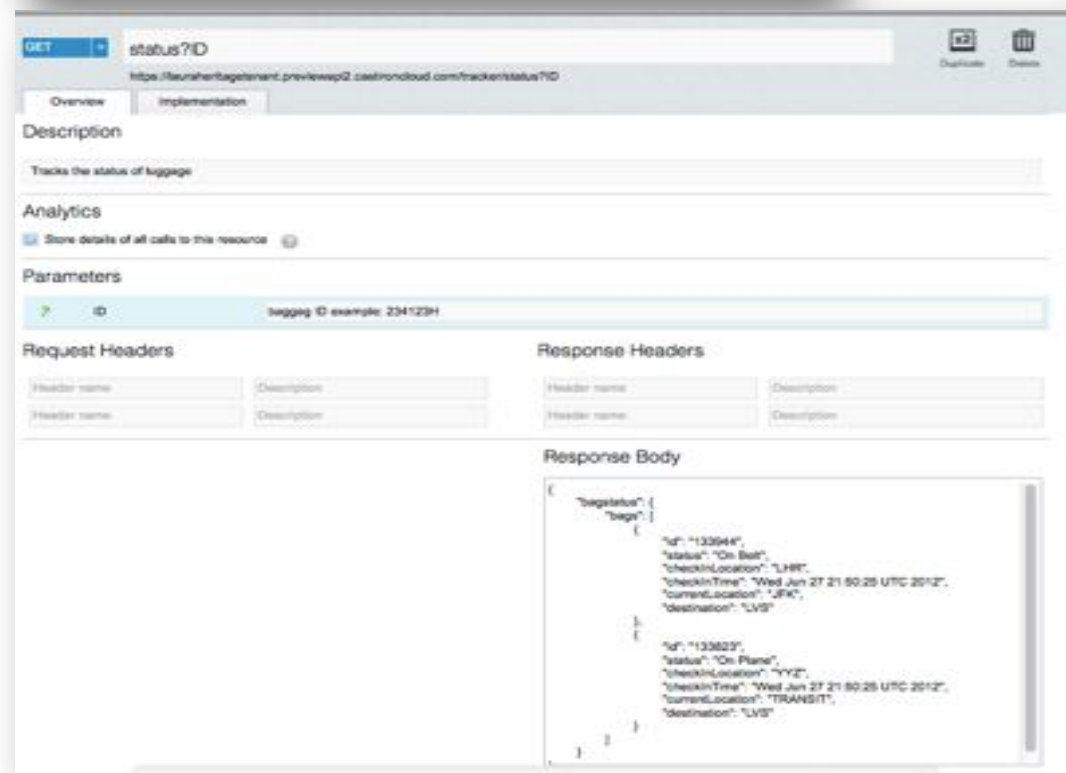 GET
status?ID
x2
Duplicate
Delete
https://lauraheritagetenant.previewapi2.castironcloud.com/tracker/status?ID
Overview Implementation
Description
Tracks the status of luggage
Analytics
Store details of all calls to this resource ?
Parameters
? ID baggag ID example: 234123H
Request Headers
Header name Description
Header name Description
Response Headers
Header name Description
Header name Description
Response Body
{
"bagstatus": {
"bags": [
{
"id": "133944",
"status": "On Belt",
"checkInLocation": "LHR",
"checkInTime": "Wed Jun 27 21:50:25 UTC 2012",
"currentLocation": "JFK",
"destination": "LVS"
},
{
"id": "133823",
"status": "On Plane",
"checkInLocation": "YYZ",
"checkInTime": "Wed Jun 27 21:50:25 UTC 2012",
"currentLocation": "TRANSIT",
"destination": "LVS"
}
]
}